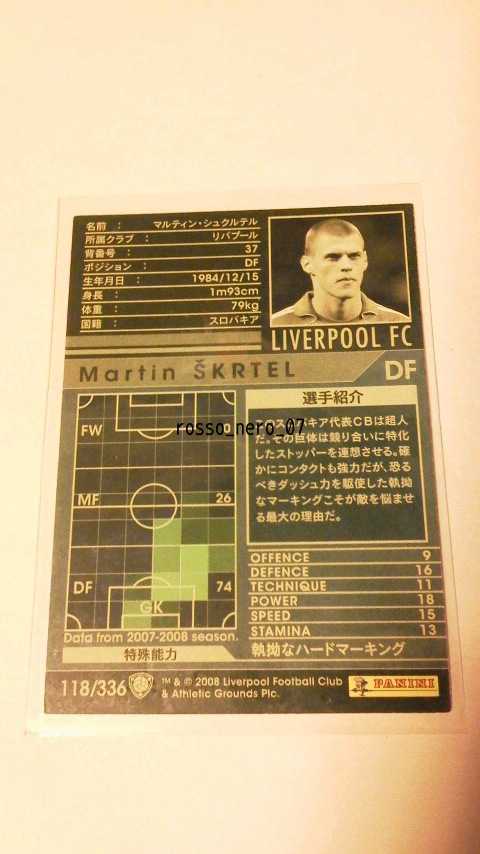 名前 : マルティン・シュクルテル
所属クラブ : リバプール
背番号 : 37
ポジション : DF
生年月日 : 1984/12/15
身長 : 1m93cm
体重 : 79kg
国籍 : スロバキア
LIVERPOOL FC
Martin ŠKRTEL
DF
FW
rosso_nero_07
MF 26
DF 74
GK
Data from 2007-2008 season.
選手紹介
バキア代表CBは超人
だ。その巨体は競り合いに特化
したストッパーを連想させる。確
かにコンタクトも強力だが、恐る
べきダッシュ力を駆使した執拗
なマーキングこそが敵を悩ませ
る最大の理由だ。
OFFENCE 9
DEFENCE 16
TECHNIQUE 11
POWER 18
SPEED 15
STAMINA 13
特殊能力
執拗なハードマーキング
118/336
™ & © 2008 Liverpool Football Club
& Athletic Grounds Plc.
PANINI